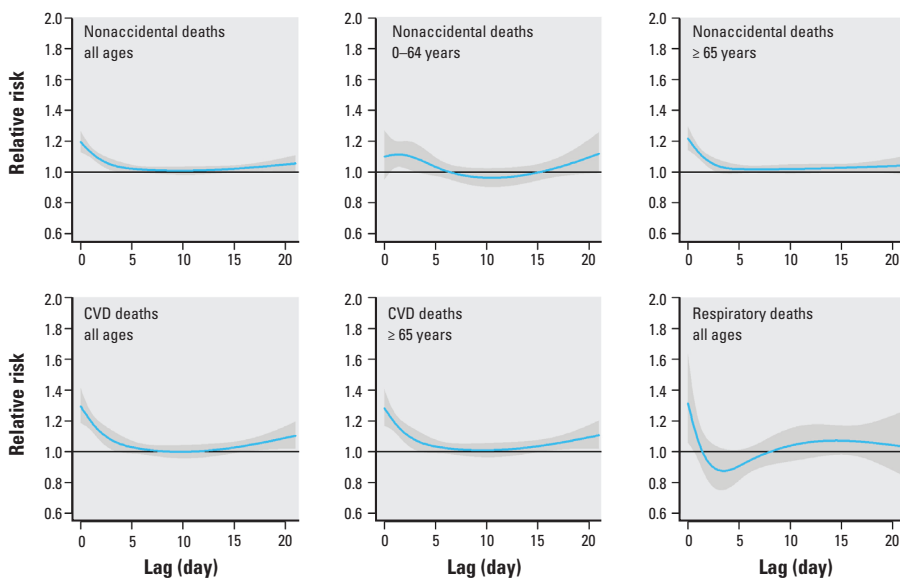 Relative risk
2.0
1.8
1.6
1.4
1.2
1.0
0.8
0.6
Nonaccidental deaths
all ages
0 5 10 15 20
2.0
1.8
1.6
1.4
1.2
1.0
0.8
0.6
Nonaccidental deaths
0–64 years
0 5 10 15 20
2.0
1.8
1.6
1.4
1.2
1.0
0.8
0.6
Nonaccidental deaths
≥ 65 years
0 5 10 15 20
Relative risk
2.0
1.8
1.6
1.4
1.2
1.0
0.8
0.6
CVD deaths
all ages
0 5 10 15 20
Lag (day)
2.0
1.8
1.6
1.4
1.2
1.0
0.8
0.6
CVD deaths
≥ 65 years
0 5 10 15 20
Lag (day)
2.0
1.8
1.6
1.4
1.2
1.0
0.8
0.6
Respiratory deaths
all ages
0 5 10 15 20
Lag (day)